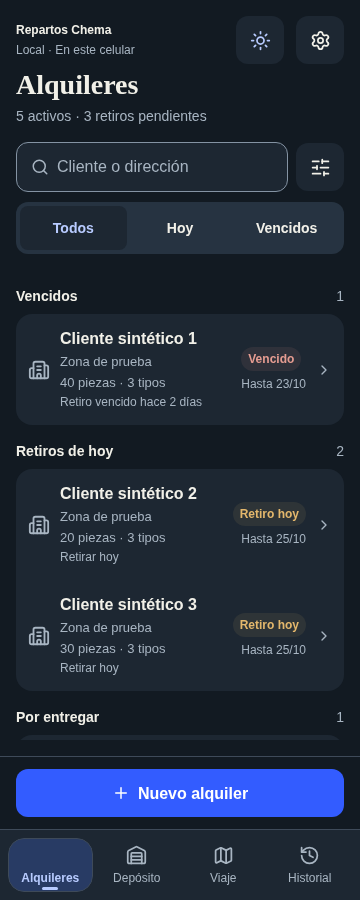 Repartos Chema
Local · En este celular
Alquileres
5 activos · 3 retiros pendientes
Cliente o dirección
Todos
Hoy
Vencidos
Vencidos
1
Cliente sintético 1
Zona de prueba
40 piezas · 3 tipos
Retiro vencido hace 2 días
Vencido
Hasta 23/10
Retiros de hoy
2
Cliente sintético 2
Zona de prueba
20 piezas · 3 tipos
Retirar hoy
Retiro hoy
Hasta 25/10
Cliente sintético 3
Zona de prueba
30 piezas · 3 tipos
Retirar hoy
Retiro hoy
Hasta 25/10
Por entregar
1
Nuevo alquiler
Alquileres
Depósito
Viaje
Historial